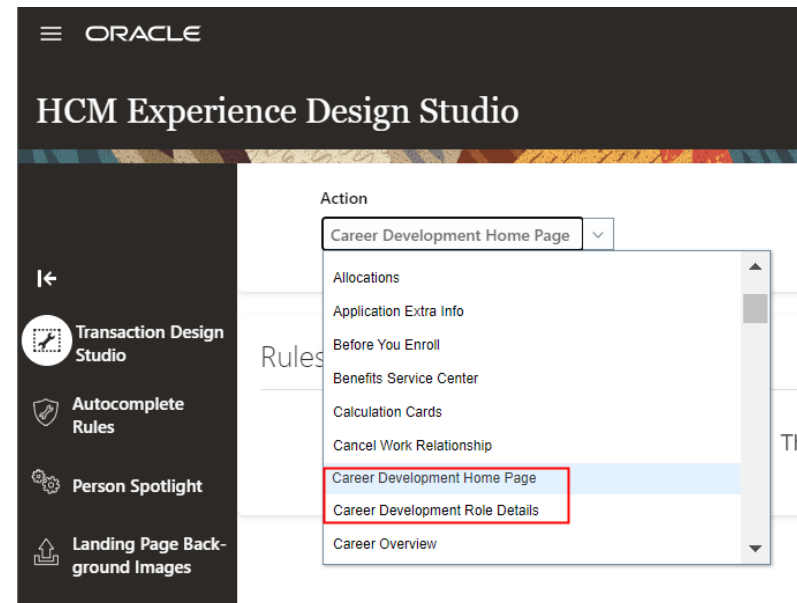 ORACLE
HCM Experience Design Studio
Action
Career Development Home Page
Allocations
Application Extra Info
Before You Enroll
Benefits Service Center
Calculation Cards
Cancel Work Relationship
Career Development Home Page
Career Development Role Details
Career Overview
Transaction Design
Studio
Autocomplete
Rules
Person Spotlight
Landing Page Back-
ground Images
Rules